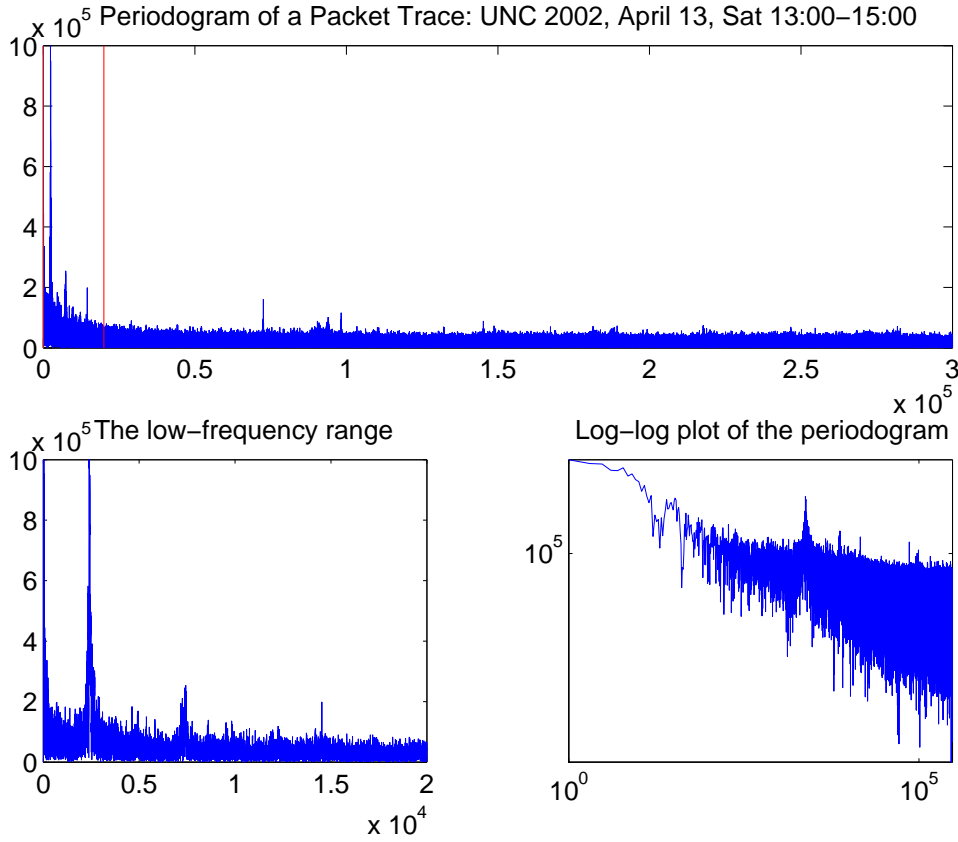 x 10^5 Periodogram of a Packet Trace: UNC 2002, April 13, Sat 13:00−15:00
10
8
6
4
2
0
0 0.5 1 1.5 2 2.5 3
x 10^5
x 10^5 The low−frequency range
10
8
6
4
2
0
0 0.5 1 1.5 2
x 10^4
Log−log plot of the periodogram
10^5
10^0 10^5